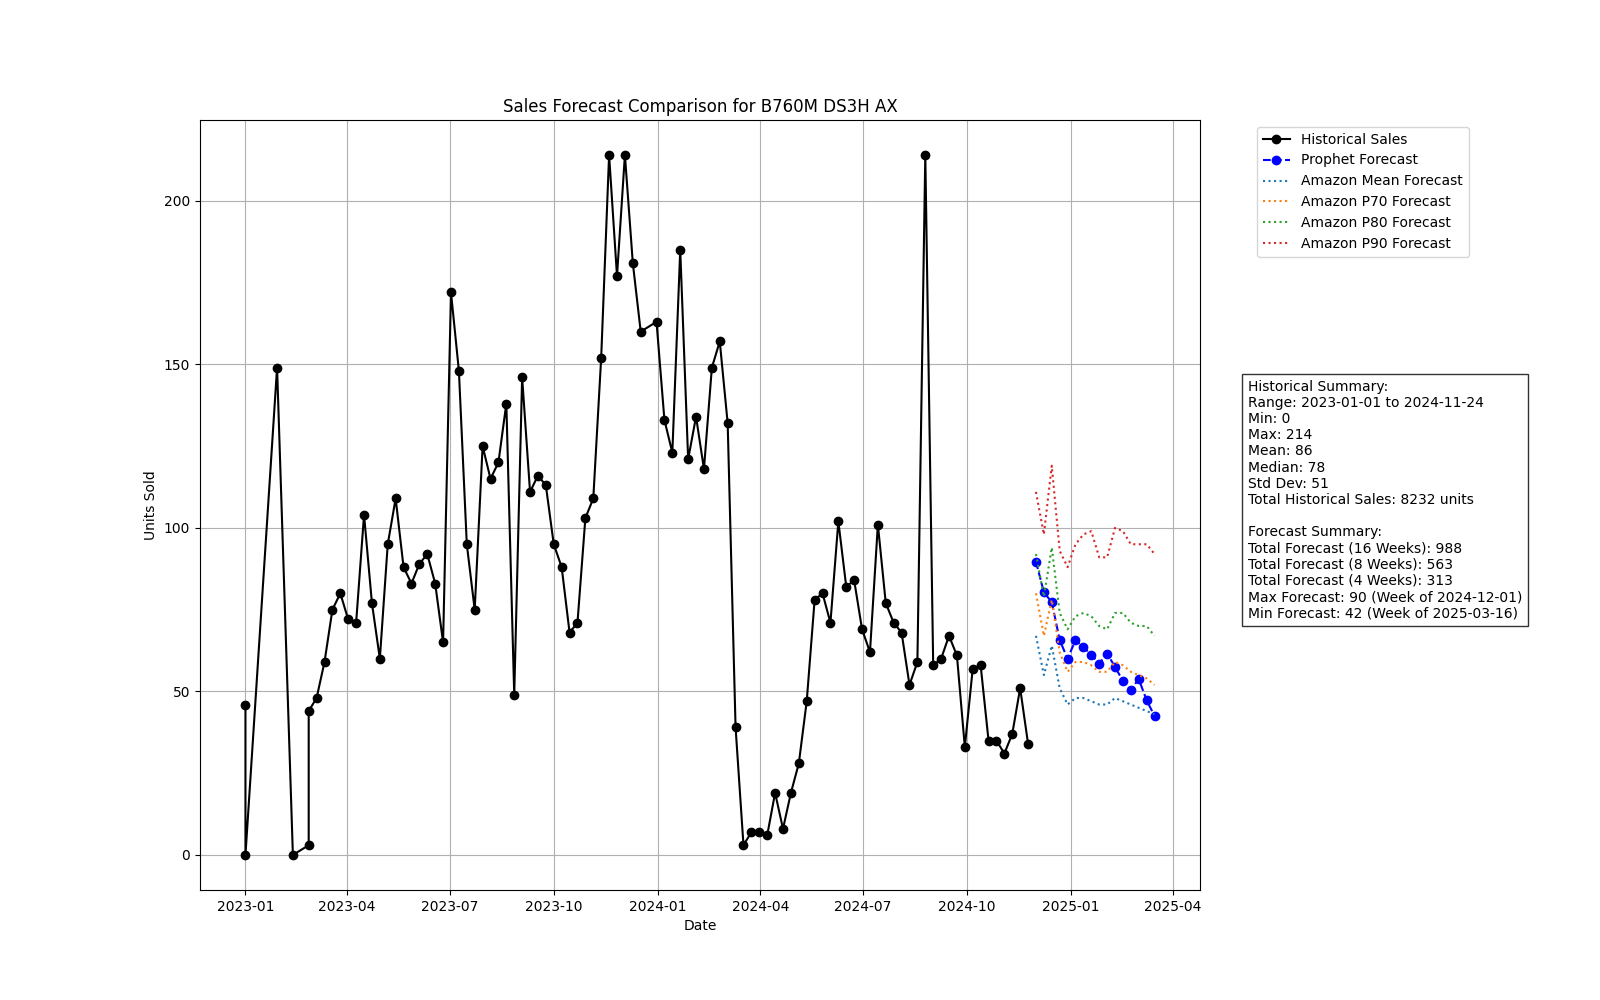 Sales Forecast Comparison for B760M DS3H AX
Historical Sales
Prophet Forecast
Amazon Mean Forecast
Amazon P70 Forecast
Amazon P80 Forecast
Amazon P90 Forecast
Units Sold
200
150
100
50
0
2023-01
2023-04
2023-07
2023-10
2024-01
2024-04
2024-07
2024-10
2025-01
2025-04
Date
Historical Summary:
Range: 2023-01-01 to 2024-11-24
Min: 0
Max: 214
Mean: 86
Median: 78
Std Dev: 51
Total Historical Sales: 8232 units
Forecast Summary:
Total Forecast (16 Weeks): 988
Total Forecast (8 Weeks): 563
Total Forecast (4 Weeks): 313
Max Forecast: 90 (Week of 2024-12-01)
Min Forecast: 42 (Week of 2025-03-16)